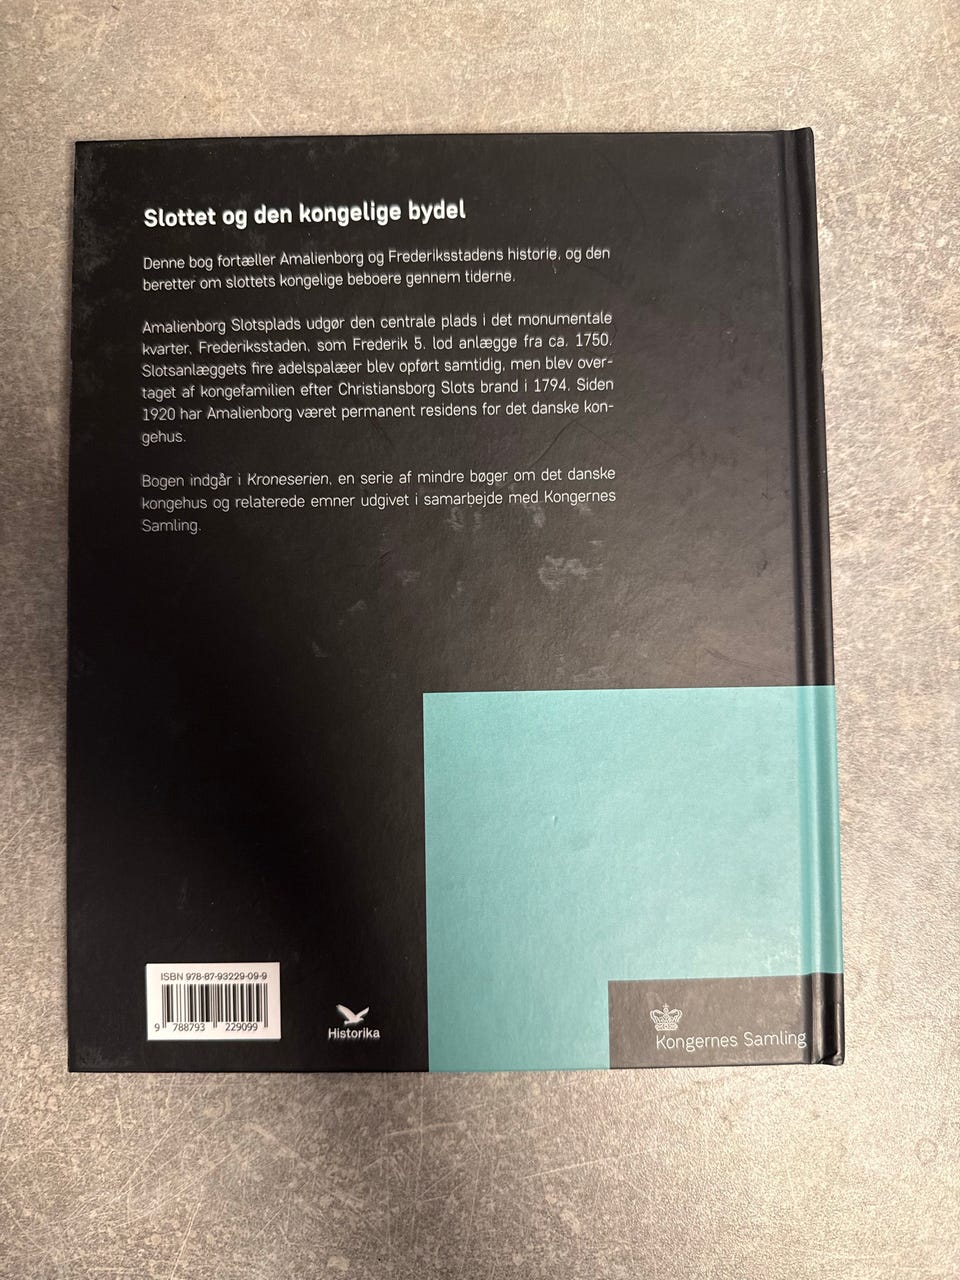 Slottet og den kongelige bydel
Denne bog fortæller Amalienborg og Frederiksstadens historie, og den
beretter om slottets kongelige beboere gennem tiderne.
Amalienborg Slotsplads udgør den centrale plads i det monumentale
kvarter, Frederiksstaden, som Frederik 5. lod anlægge fra ca. 1750.
Slotsanlæggets fire adelspalæer blev opført samtidig, men blev over-
taget af kongefamilien efter Christiansborg Slots brand i 1794. Siden
1920 har Amalienborg været permanent residens for det danske kon-
gehus.
Bogen indgår i Kroneserien, en serie af mindre bøger om det danske
kongehus og relaterede emner udgivet i samarbejde med Kongernes
Samling.
ISBN 978-87-93229-09-9
9 788793 229099
Historika
Kongernes Samling